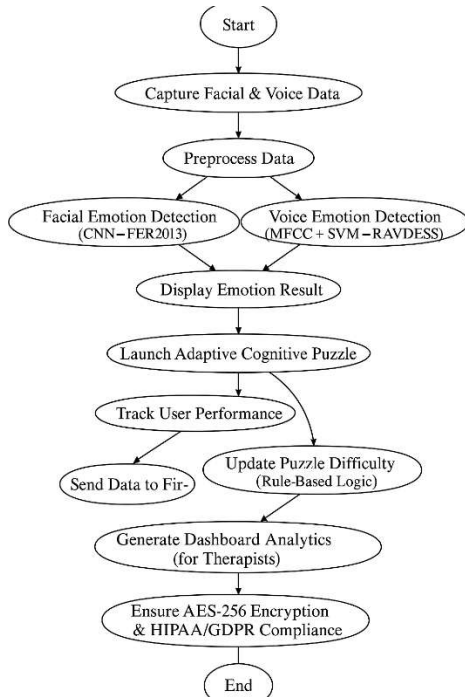 Start
Capture Facial & Voice Data
Preprocess Data
Facial Emotion Detection
(CNN–FER2013)
Voice Emotion Detection
(MFCC + SVM – RAVDESS)
Display Emotion Result
Launch Adaptive Cognitive Puzzle
Track User Performance
Send Data to Fir-
Update Puzzle Difficulty
(Rule-Based Logic)
Generate Dashboard Analytics
(for Therapists)
Ensure AES-256 Encryption
& HIPAA/GDPR Compliance
End